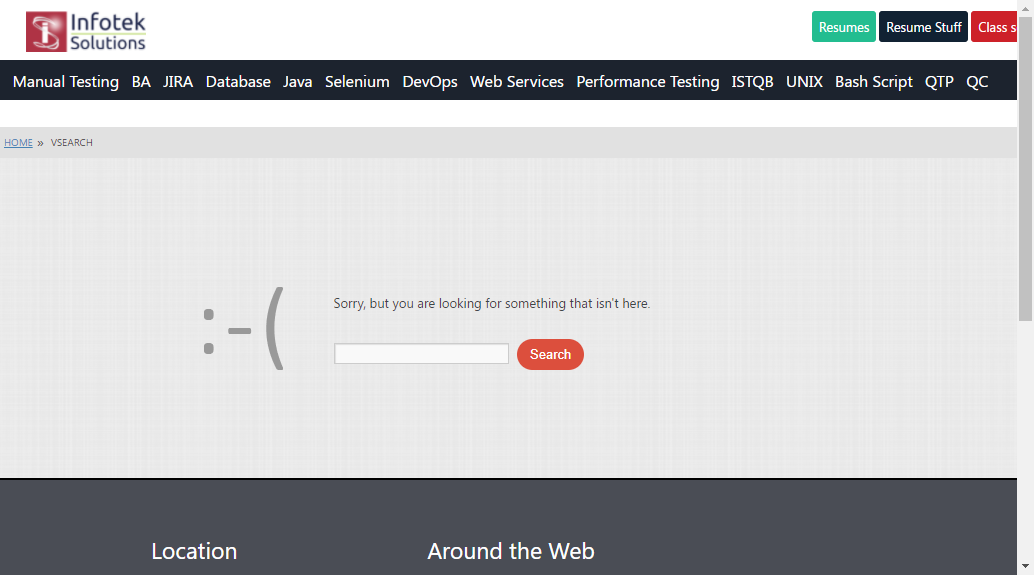 Infotek
Solutions
Resumes Resume Stuff Class s
Manual Testing BA JIRA Database Java Selenium DevOps Web Services Performance Testing ISTQB UNIX Bash Script QTP QC
HOME » VSEARCH
:-(
Sorry, but you are looking for something that isn't here.
Search
Location
Around the Web